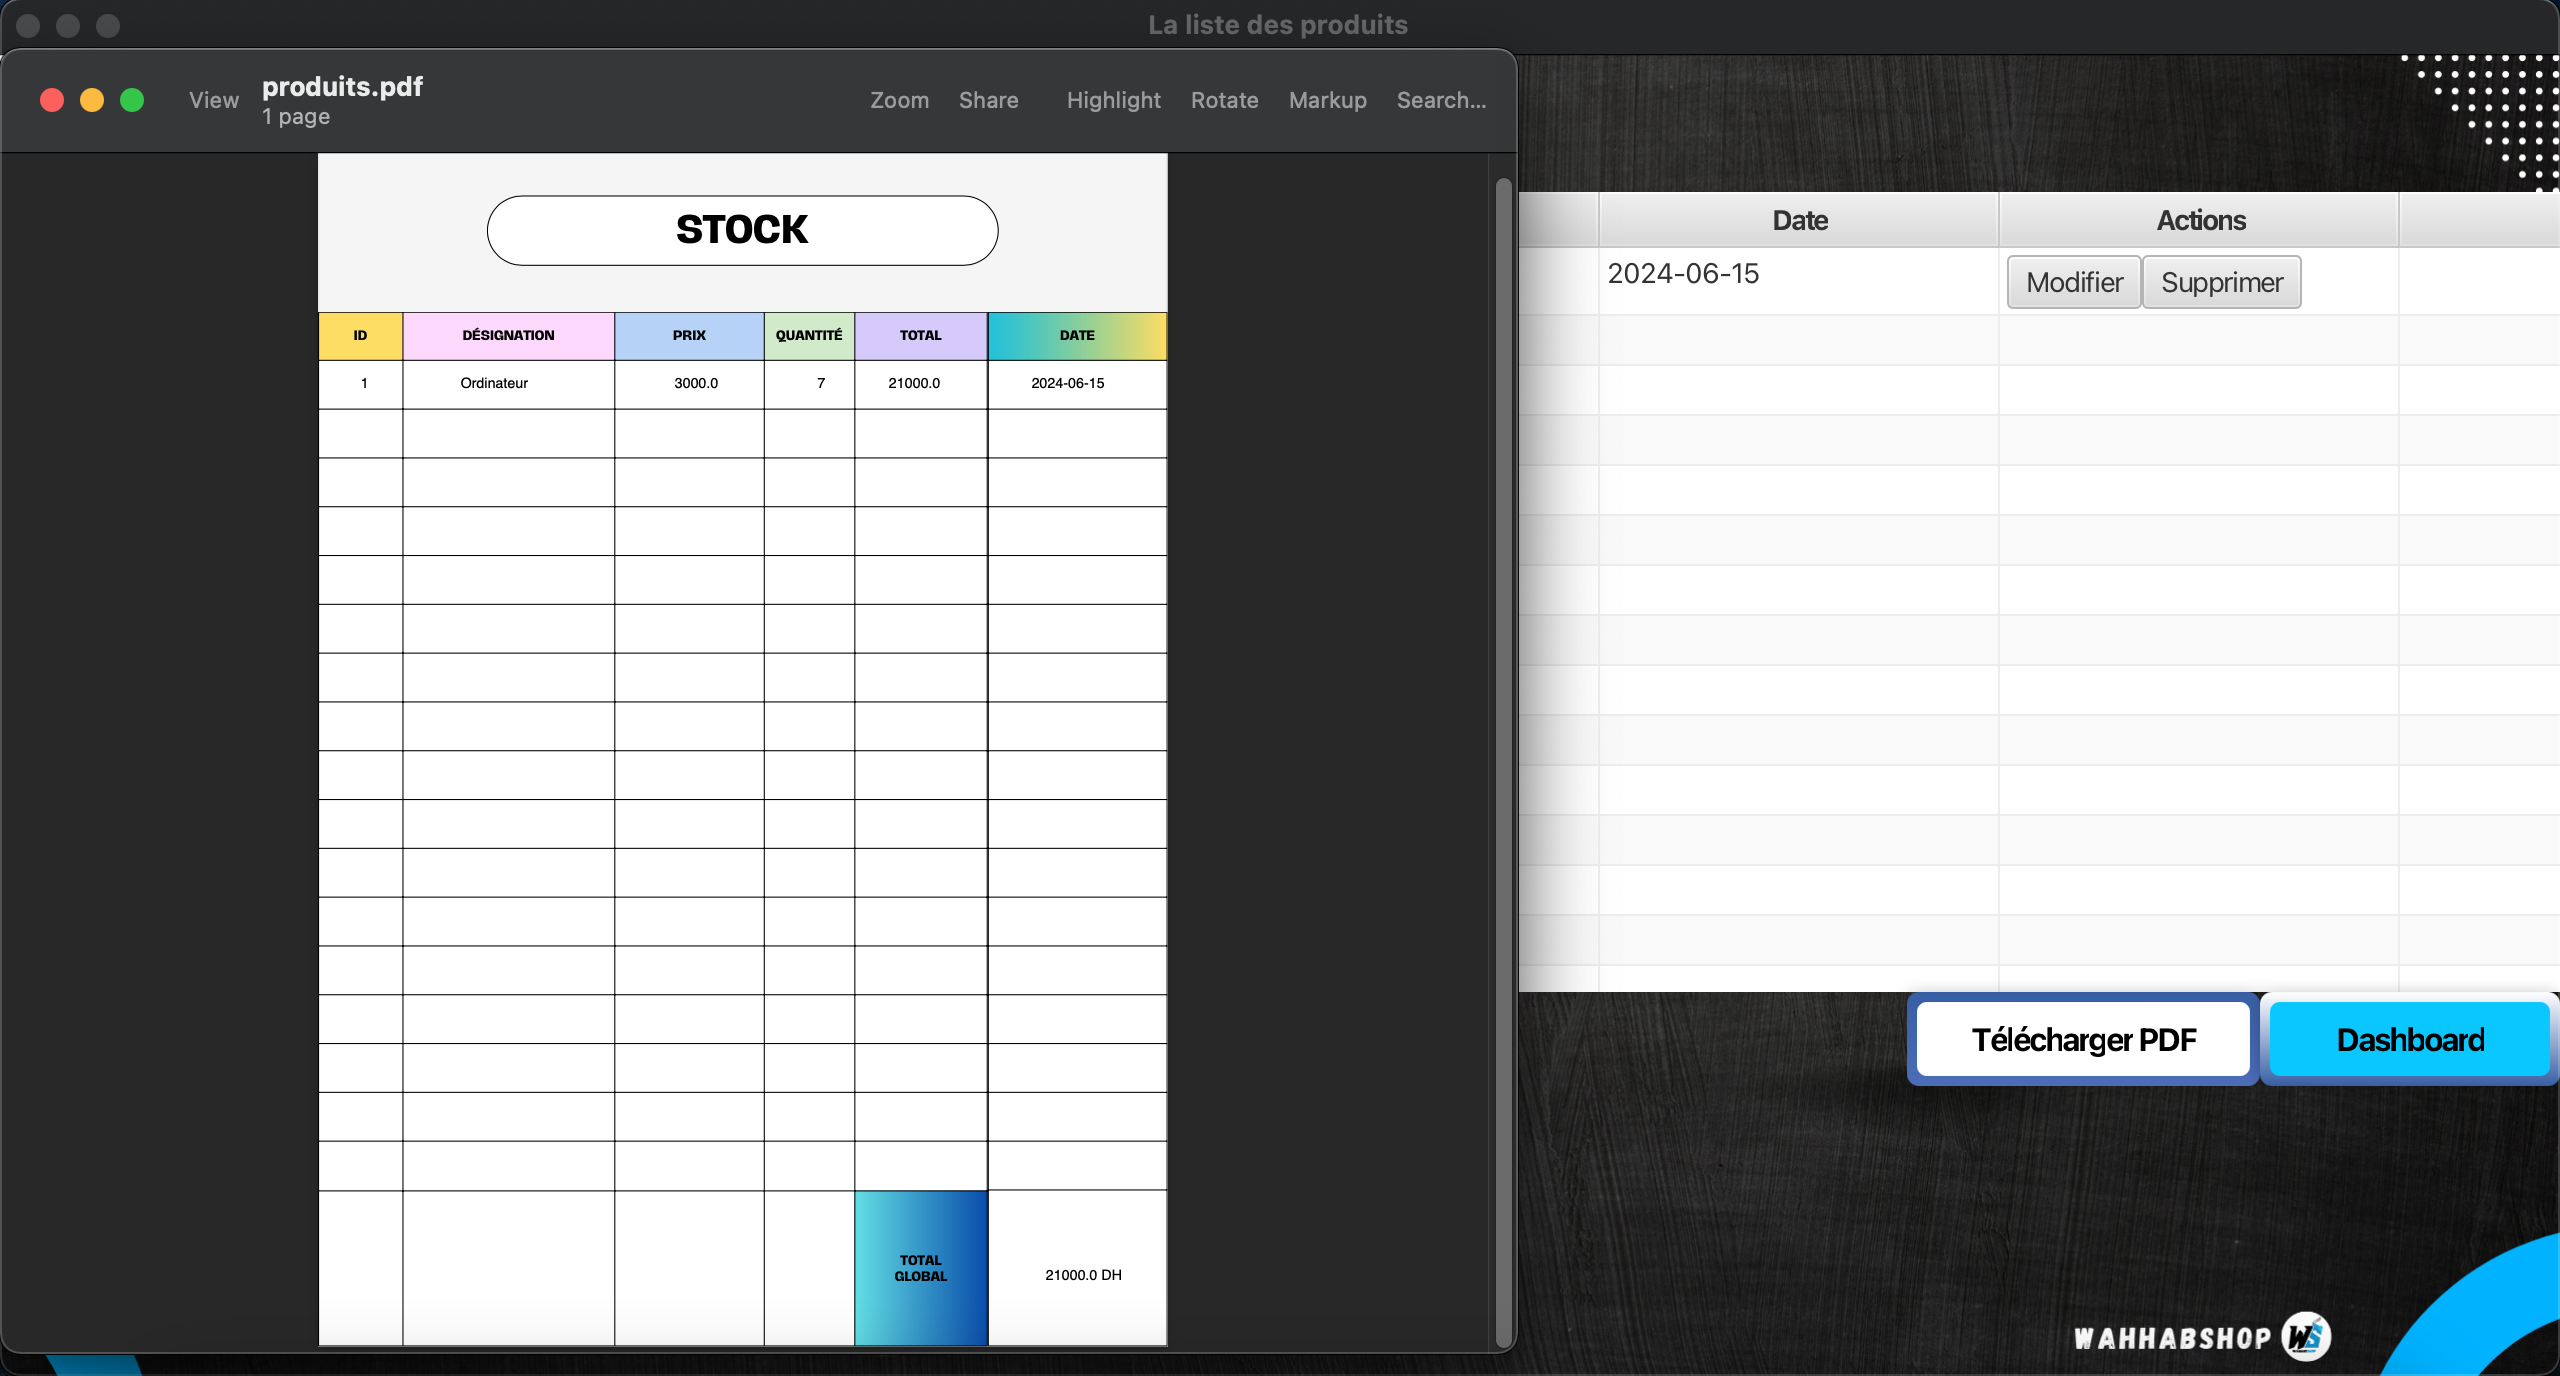 La liste des produits
View
produits.pdf
1 page
Zoom Share Highlight Rotate Markup Search...
STOCK
ID DÉSIGNATION PRIX QUANTITÉ TOTAL DATE
1 Ordinateur 3000.0 7 21000.0 2024-06-15
TOTAL
GLOBAL
21000.0 DH
Date Actions
2024-06-15 Modifier Supprimer
Télécharger PDF Dashboard
WAHHABSHOP WS